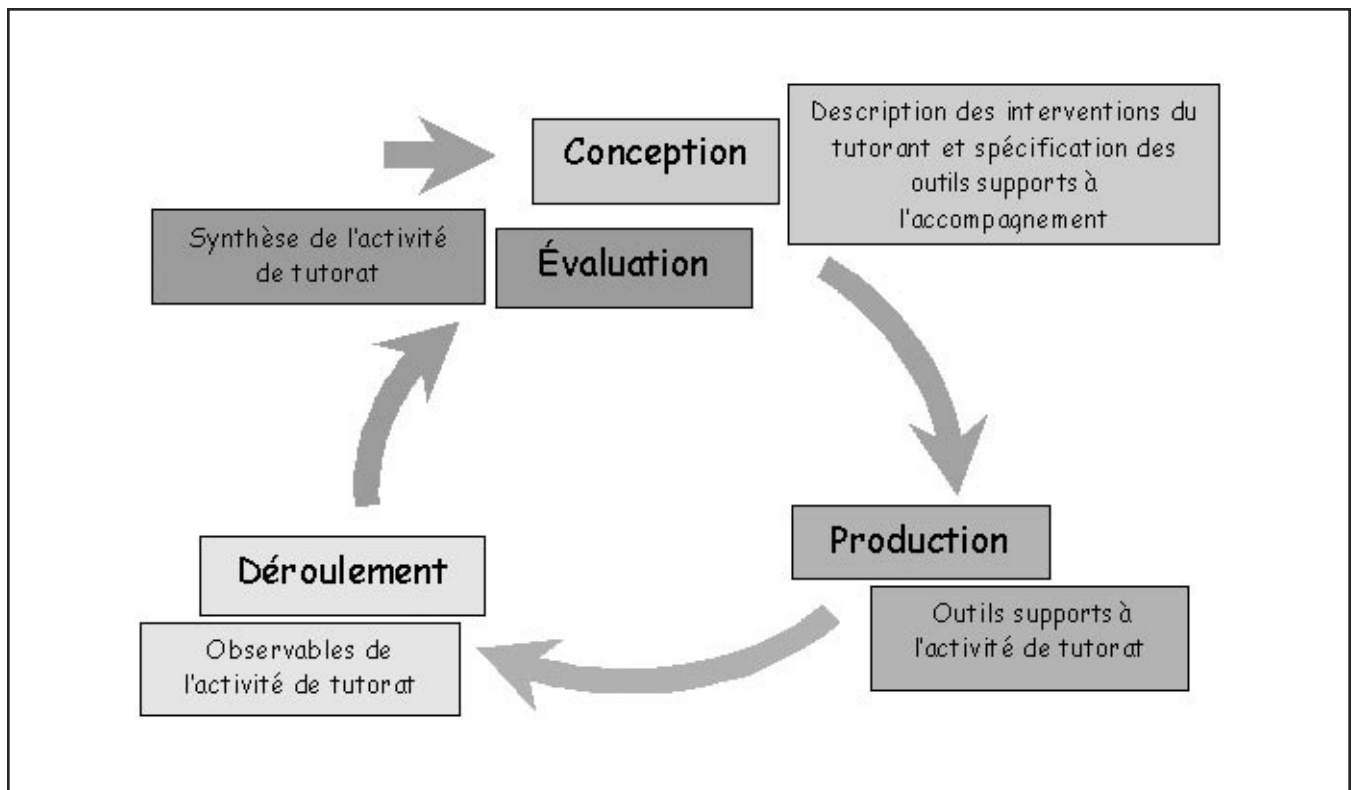 Conception
Description des interventions du
tutorant et spécification des
outils supports à
l'accompagnement
Synthèse de l'activité
de tutorat
Évaluation
Production
Outils supports à
l'activité de tutorat
Déroulement
Observables de
l'activité de tutorat